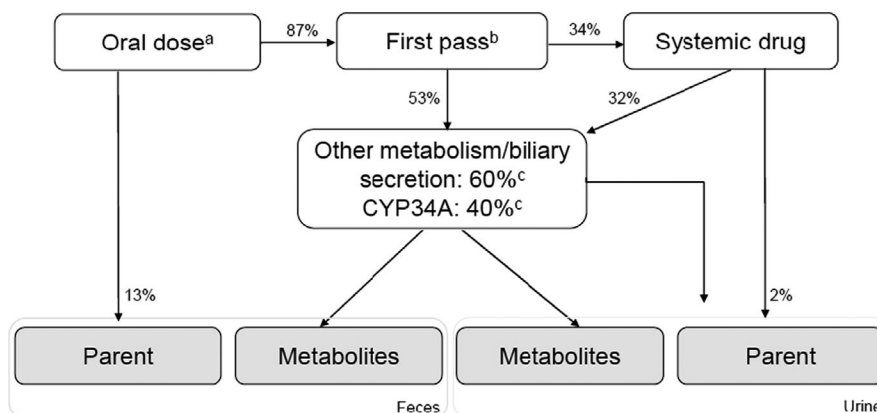 Oral doseᵃ
87%
First passᵇ
34%
Systemic drug
53%
32%
Other metabolism/biliary
secretion: 60%ᶜ
CYP34A: 40%ᶜ
13%
2%
Parent
Metabolites
Metabolites
Parent
Feces
Urine